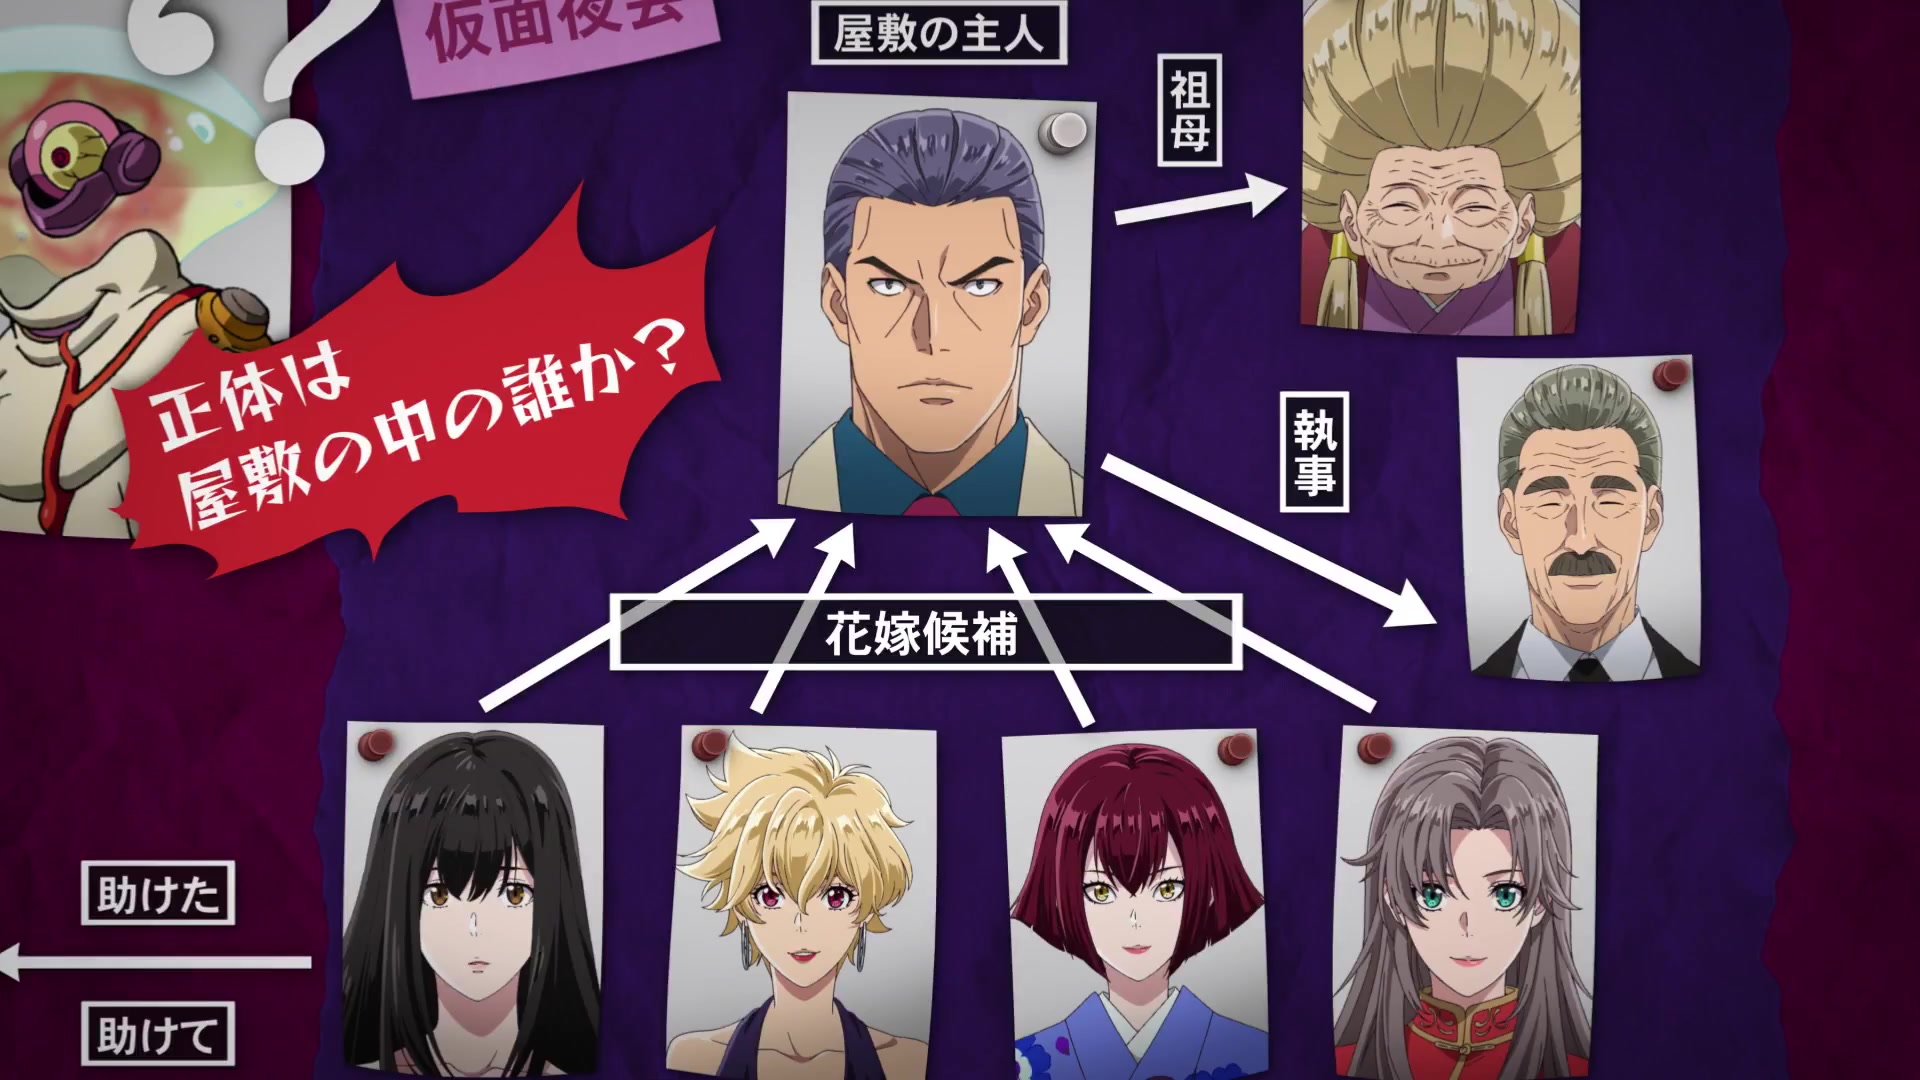 仮面夜会
屋敷の主人
祖母
正体は
屋敷の中の誰か？
執事
花嫁候補
助けた
助けて
？